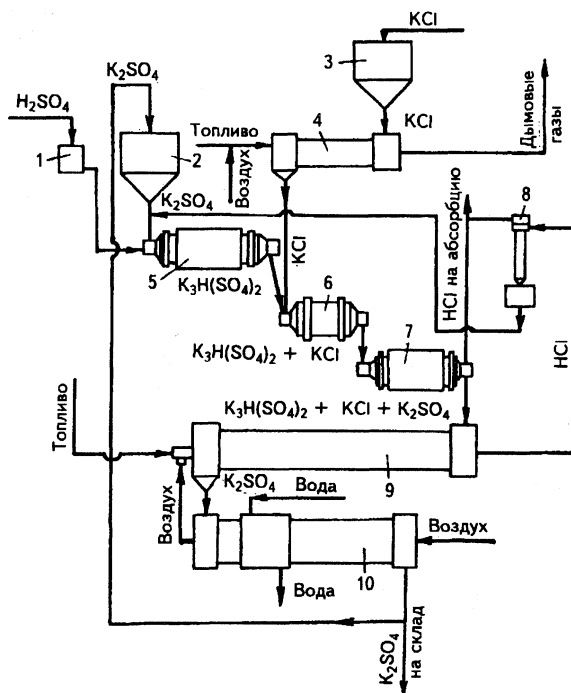 KCl
K₂SO₄
3
H₂SO₄
KCl
Топливо
4
Дымовые
газы
1
2
Воздух
K₂SO₄
8
HCl на абсорбцию
KCl
5
K₃H(SO₄)₂
6
7
K₃H(SO₄)₂ + KCl
HCl
K₃H(SO₄)₂ + KCl + K₂SO₄
Топливо
K₂SO₄
9
Вода
Воздух
Воздух
10
Вода
K₂SO₄
на склад